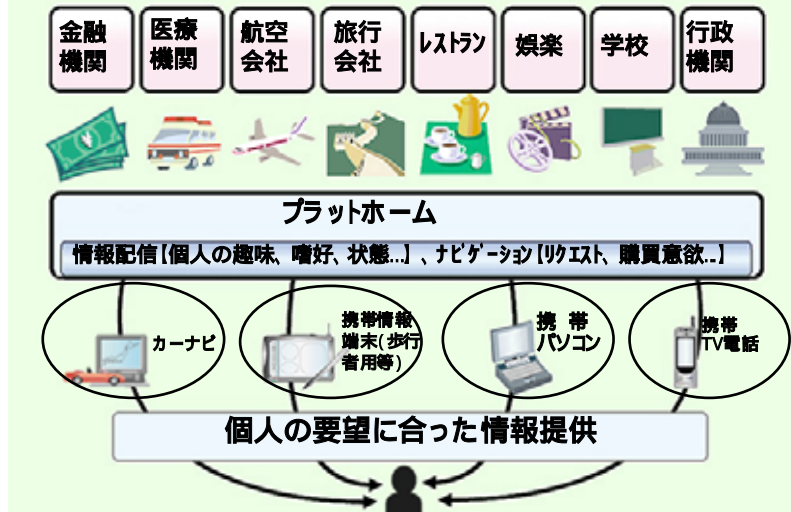 金融
機関
医療
機関
航空
会社
旅行
会社
レストラン
娯楽
学校
行政
機関
プラットホーム
情報配信【個人の趣味、嗜好、状態...】、ナビゲーション【リクエスト、購買意欲...】
カーナビ
携帯情報
端末(歩行
者用等)
携 帯
パソコン
携帯
TV電話
個人の要望に合った情報提供